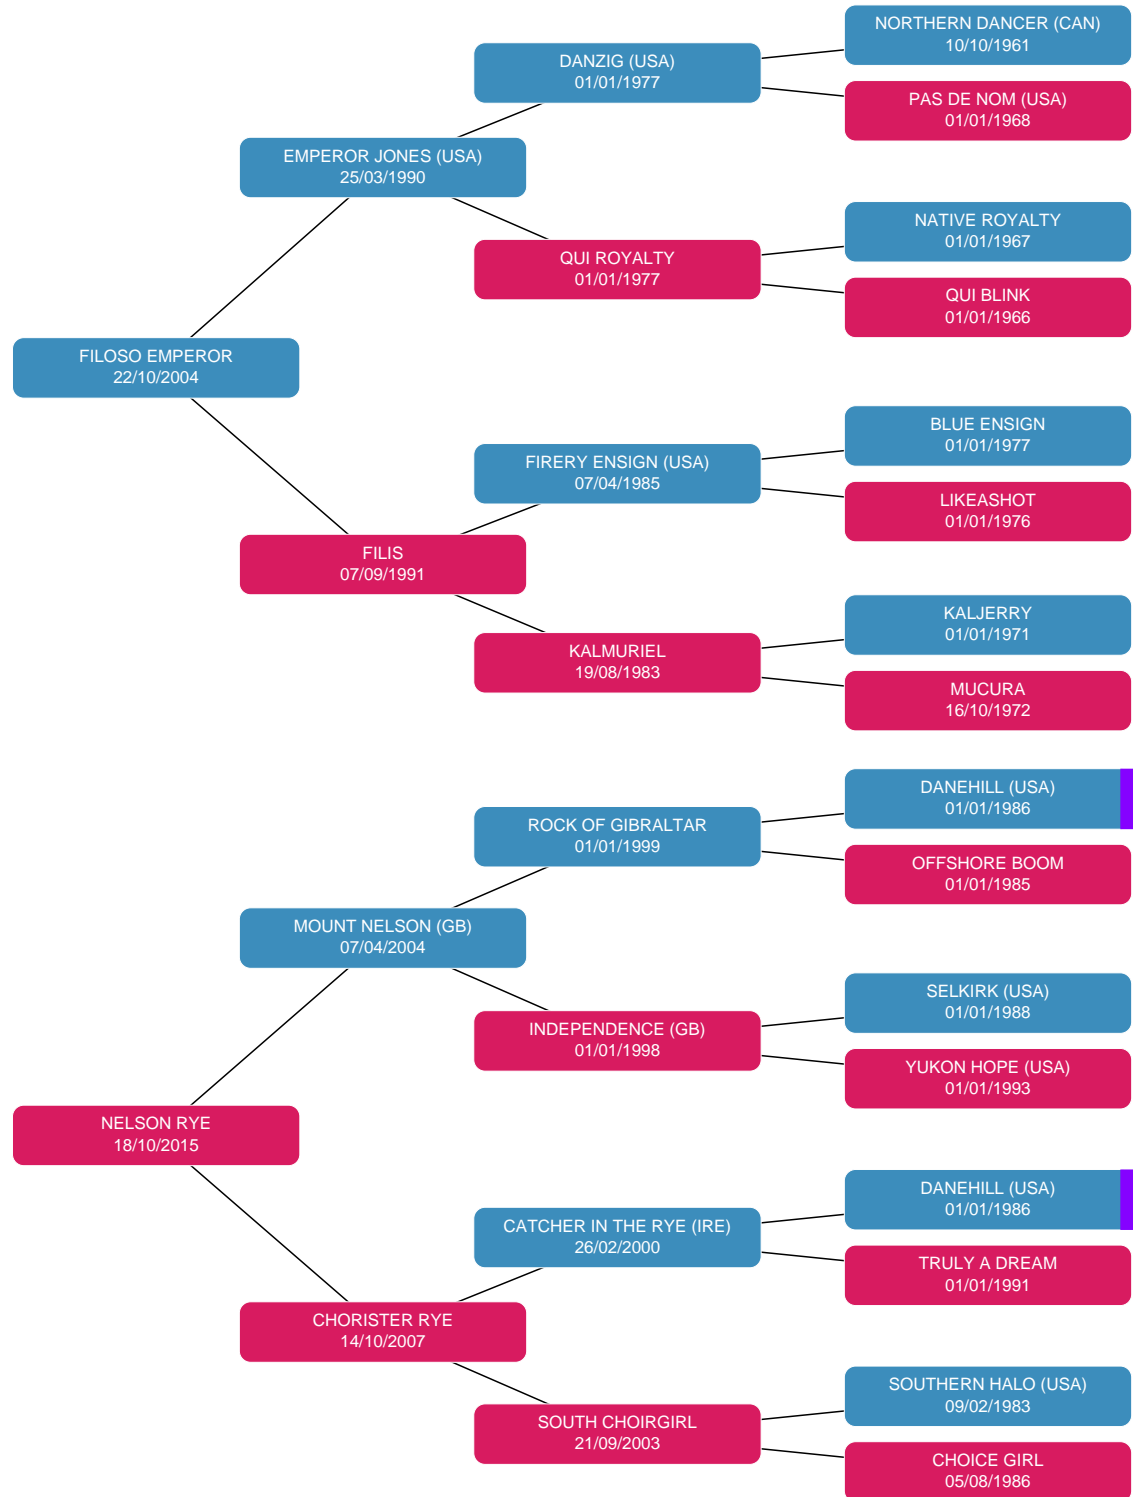 NORTHERN DANCER (CAN)
10/10/1961
DANZIG (USA)
01/01/1977
PAS DE NOM (USA)
01/01/1968
EMPEROR JONES (USA)
25/03/1990
NATIVE ROYALTY
01/01/1967
QUI ROYALTY
01/01/1977
QUI BLINK
01/01/1966
FILOSO EMPEROR
22/10/2004
BLUE ENSIGN
01/01/1977
FIRERY ENSIGN (USA)
07/04/1985
LIKEASHOT
01/01/1976
FILIS
07/09/1991
KALJERRY
01/01/1971
KALMURIEL
19/08/1983
MUCURA
16/10/1972
DANEHILL (USA)
01/01/1986
ROCK OF GIBRALTAR
01/01/1999
OFFSHORE BOOM
01/01/1985
MOUNT NELSON (GB)
07/04/2004
SELKIRK (USA)
01/01/1988
INDEPENDENCE (GB)
01/01/1998
YUKON HOPE (USA)
01/01/1993
NELSON RYE
18/10/2015
DANEHILL (USA)
01/01/1986
CATCHER IN THE RYE (IRE)
26/02/2000
TRULY A DREAM
01/01/1991
CHORISTER RYE
14/10/2007
SOUTHERN HALO (USA)
09/02/1983
SOUTH CHOIRGIRL
21/09/2003
CHOICE GIRL
05/08/1986